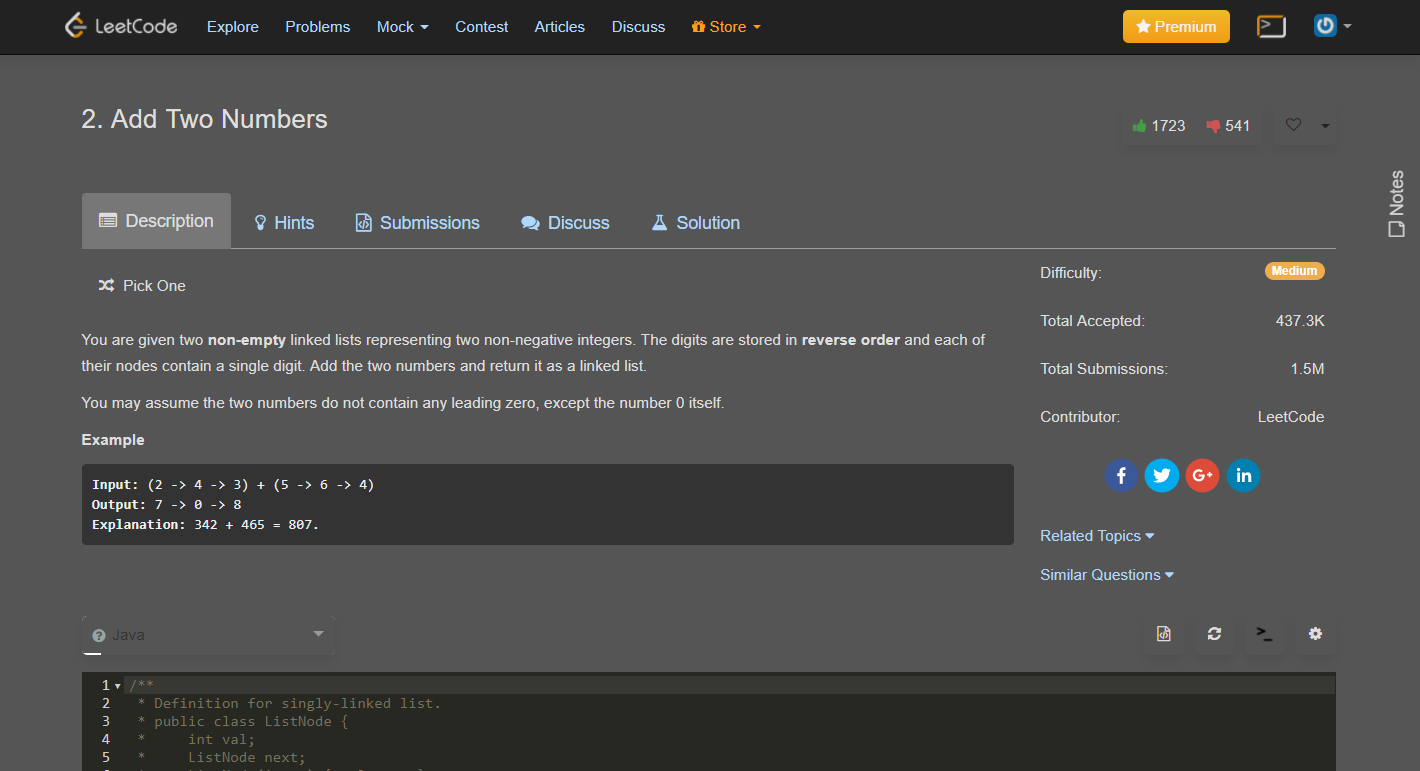 LeetCode Explore Problems Mock Contest Articles Discuss Store Premium
2. Add Two Numbers
1723 541
Notes
Description Hints Submissions Discuss Solution
Pick One
You are given two non-empty linked lists representing two non-negative integers. The digits are stored in reverse order and each of
their nodes contain a single digit. Add the two numbers and return it as a linked list.
You may assume the two numbers do not contain any leading zero, except the number 0 itself.
Example
Input: (2 -> 4 -> 3) + (5 -> 6 -> 4)
Output: 7 -> 0 -> 8
Explanation: 342 + 465 = 807.
Difficulty: Medium
Total Accepted: 437.3K
Total Submissions: 1.5M
Contributor: LeetCode
Related Topics
Similar Questions
Java
1 /**
2 * Definition for singly-linked list.
3 * public class ListNode {
4 * int val;
5 * ListNode next;